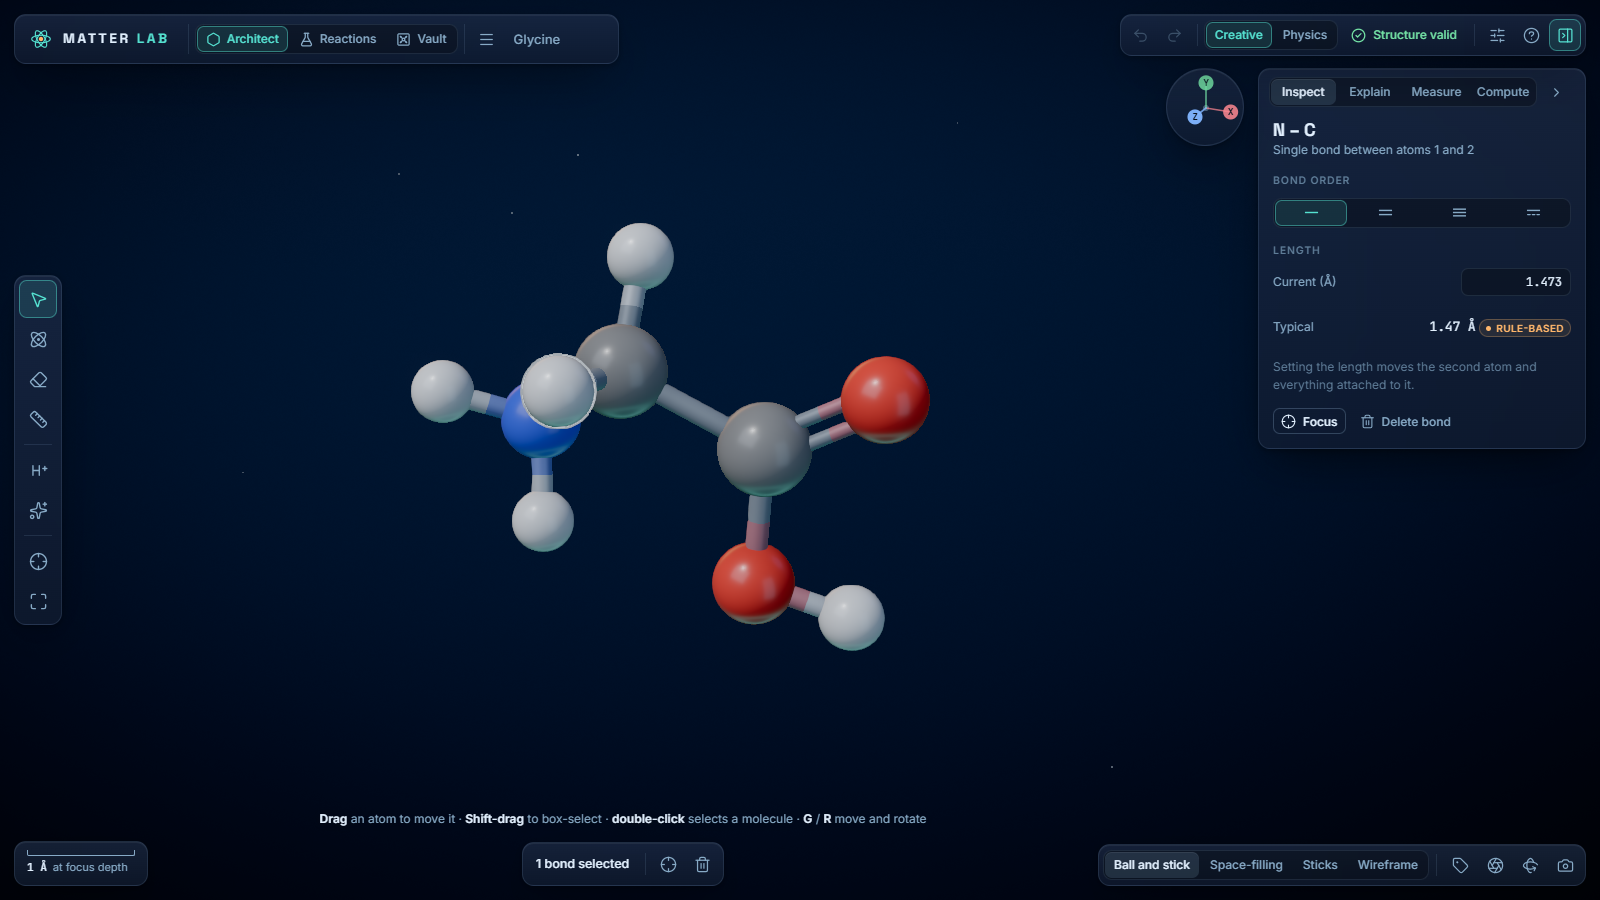 MATTER LAB
Architect
Reactions
Vault
Glycine
Creative
Physics
Structure valid
Y
X
Z
Inspect
Explain
Measure
Compute
N – C
Single bond between atoms 1 and 2
BOND ORDER
LENGTH
Current (Å)
1.473
Typical
1.47 Å
RULE-BASED
Setting the length moves the second atom and
everything attached to it.
Focus
Delete bond
H+
Drag an atom to move it · Shift-drag to box-select · double-click selects a molecule · G / R move and rotate
1 Å at focus depth
1 bond selected
Ball and stick
Space-filling
Sticks
Wireframe